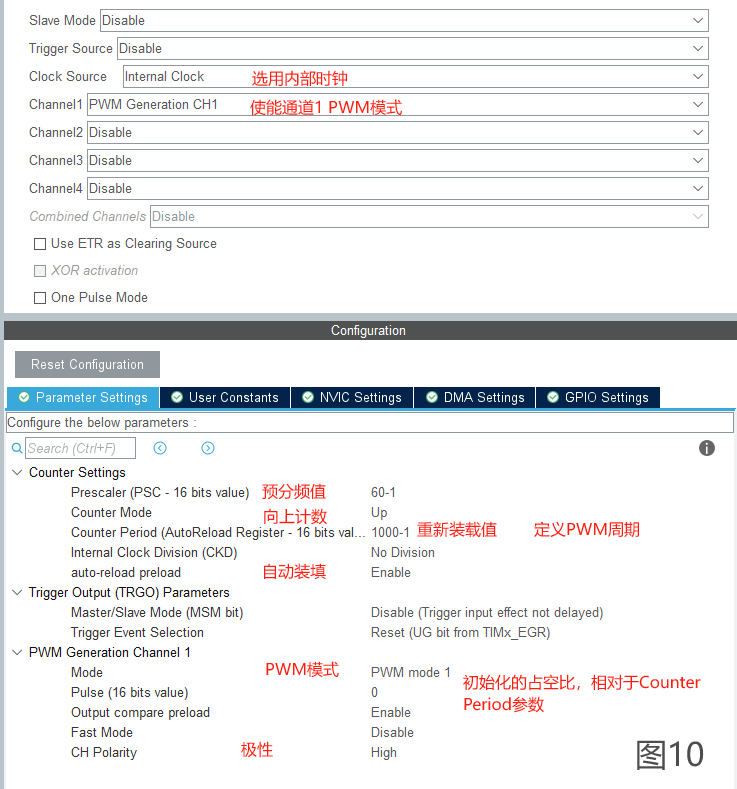 Slave Mode Disable
Trigger Source Disable
Clock Source Internal Clock 选用内部时钟
Channel1 PWM Generation CH1 使能通道1 PWM模式
Channel2 Disable
Channel3 Disable
Channel4 Disable
Combined Channels Disable
Use ETR as Clearing Source
XOR activation
One Pulse Mode
Configuration
Reset Configuration
Parameter Settings User Constants NVIC Settings DMA Settings GPIO Settings
Configure the below parameters :
Search (Ctrl+F)
Counter Settings
Prescaler (PSC - 16 bits value) 预分频值 60-1
Counter Mode 向上计数 Up
Counter Period (AutoReload Register - 16 bits val... 1000-1 重新装载值 定义PWM周期
Internal Clock Division (CKD) No Division
auto-reload preload 自动装填 Enable
Trigger Output (TRGO) Parameters
Master/Slave Mode (MSM bit) Disable (Trigger input effect not delayed)
Trigger Event Selection Reset (UG bit from TIMx_EGR)
PWM Generation Channel 1
Mode PWM模式 PWM mode 1
Pulse (16 bits value) 0 初始化的占空比，相对于Counter
Period参数
Output compare preload Enable
Fast Mode Disable
CH Polarity 极性 High
图10